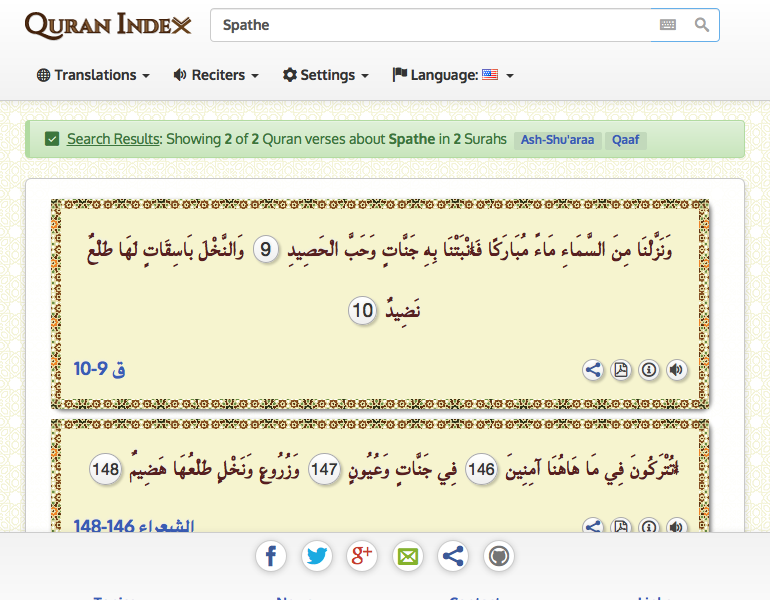 QURAN INDEX
Spathe
Translations Reciters Settings Language:
Search Results: Showing 2 of 2 Quran verses about Spathe in 2 Surahs Ash-Shu'araa Qaaf
وَنَزَّلْنَا مِنَ السَّمَاءِ مَاءً مُبَارَكًا فَأَنْبَتْنَا بِهِ جَنَّاتٍ وَحَبَّ الْحَصِيدِ 9 وَالنَّخْلَ بَاسِقَاتٍ لَهَا طَلْعٌ
نَضِيدٌ 10
ق 9-10
أَتُتْرَكُونَ فِي مَا هَاهُنَا آمِنِينَ 146 فِي جَنَّاتٍ وَعُيُونٍ 147 وَزُرُوعٍ وَنَخْلٍ طَلْعُهَا هَضِيمٌ 148
الشعراء 146-148
f g+